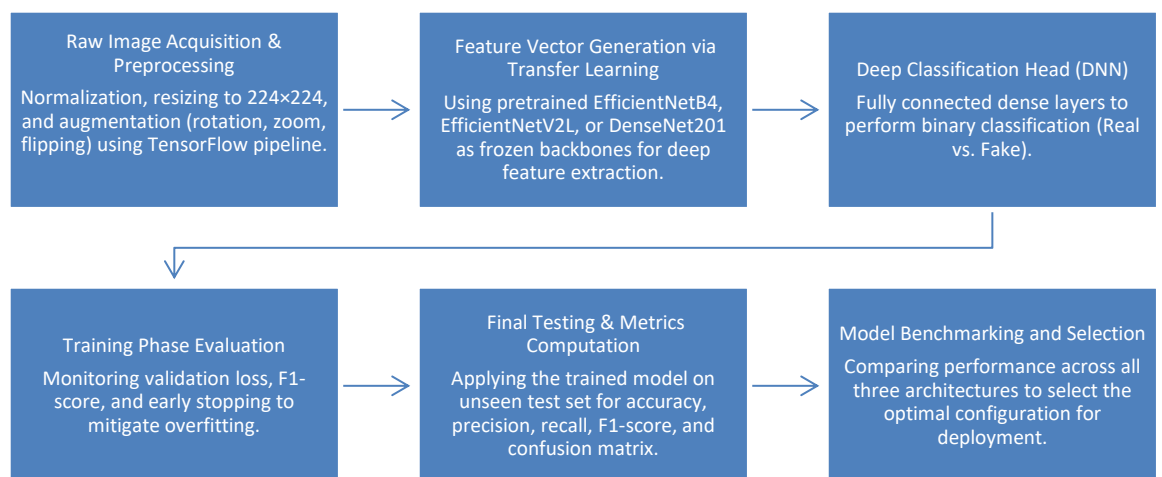 Raw Image Acquisition &
Preprocessing
Normalization, resizing to 224×224,
and augmentation (rotation, zoom,
flipping) using TensorFlow pipeline.
Feature Vector Generation via
Transfer Learning
Using pretrained EfficientNetB4,
EfficientNetV2L, or DenseNet201
as frozen backbones for deep
feature extraction.
Deep Classification Head (DNN)
Fully connected dense layers to
perform binary classification (Real
vs. Fake).
Training Phase Evaluation
Monitoring validation loss, F1-
score, and early stopping to
mitigate overfitting.
Final Testing & Metrics
Computation
Applying the trained model on
unseen test set for accuracy,
precision, recall, F1-score, and
confusion matrix.
Model Benchmarking and Selection
Comparing performance across all
three architectures to select the
optimal configuration for
deployment.